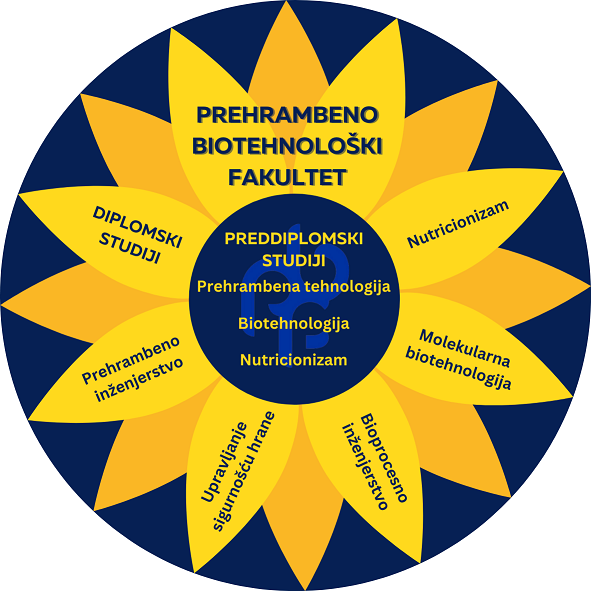 PREHRAMBENO
BIOTEHNOLOŠKI
FAKULTET
PREDDIPLOMSKI
STUDIJI
Prehrambena tehnologija
Biotehnologija
Nutricionizam
DIPLOMSKI
STUDIJI
Prehrambeno
inženjerstvo
Upravljanje
sigurnošću hrane
Bioprocesno
inženjerstvo
Molekularna
biotehnologija
Nutricionizam